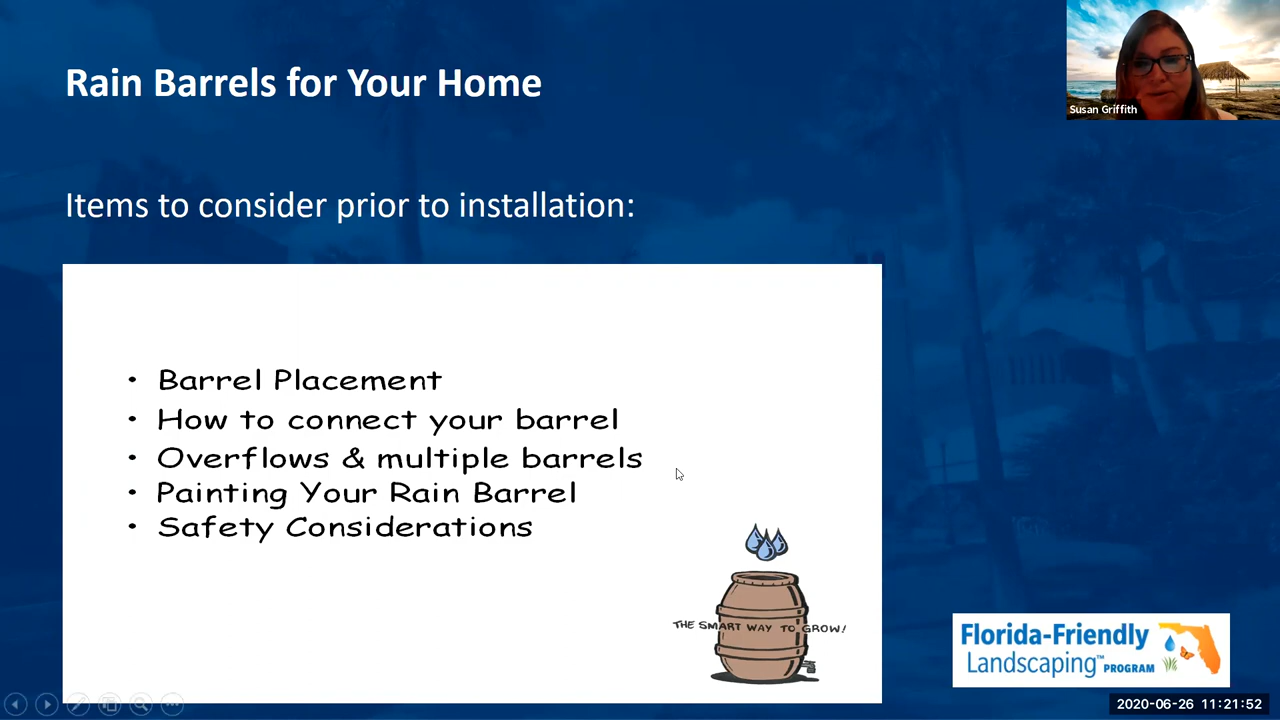 Rain Barrels for Your Home
Susan Griffith
Items to consider prior to installation:
• Barrel Placement
• How to connect your barrel
• Overflows & multiple barrels
• Painting Your Rain Barrel
• Safety Considerations
THE SMART WAY TO GROW!
Florida-Friendly
Landscaping™ PROGRAM
2020-06-26 11:21:52